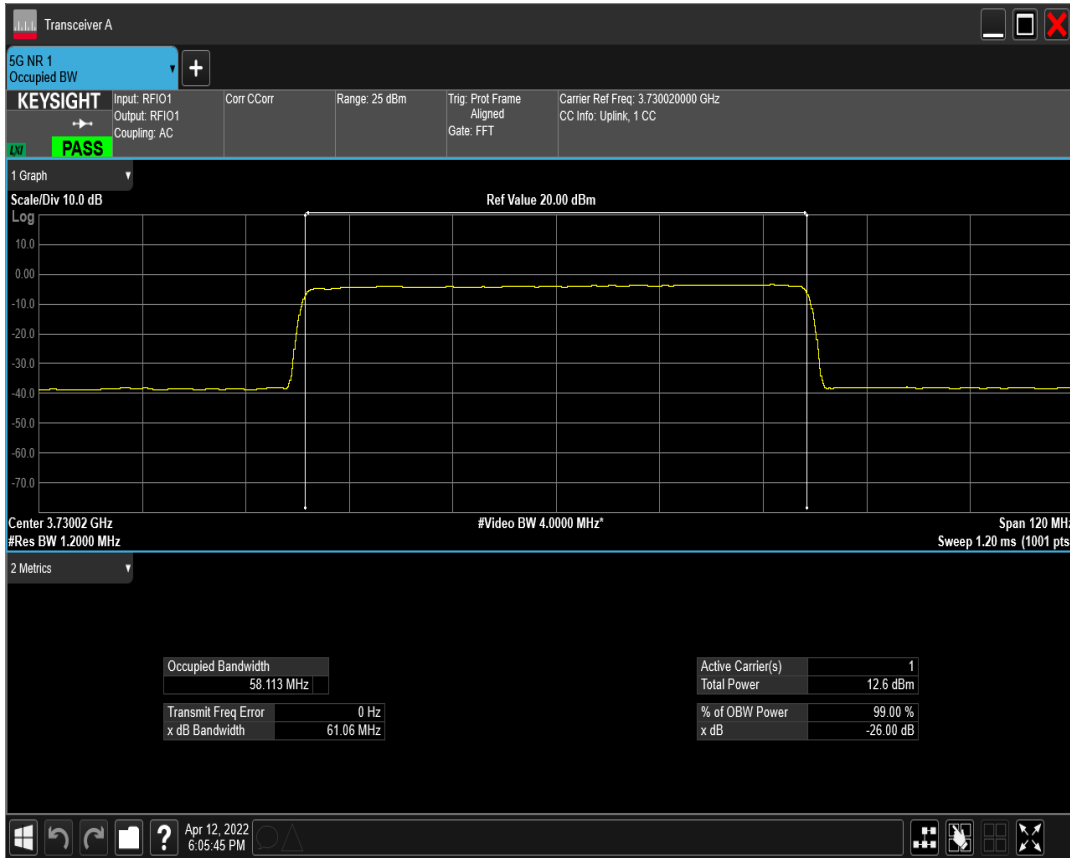 Transceiver A
5G NR 1
Occupied BW
+
KEYSIGHT
LXI
PASS
Input: RFIO1
Output: RFIO1
Coupling: AC
Corr CCorr
Range: 25 dBm
Trig: Prot Frame
Aligned
Gate: FFT
Carrier Ref Freq: 3.730020000 GHz
CC Info: Uplink, 1 CC
1 Graph
Scale/Div 10.0 dB
Ref Value 20.00 dBm
Log
10.0
0.00
-10.0
-20.0
-30.0
-40.0
-50.0
-60.0
-70.0
Center 3.73002 GHz
#Video BW 4.0000 MHz*
Span 120 MHz
#Res BW 1.2000 MHz
Sweep 1.20 ms (1001 pts
2 Metrics
Occupied Bandwidth
58.113 MHz
Transmit Freq Error 0 Hz
x dB Bandwidth 61.06 MHz
Active Carrier(s) 1
Total Power 12.6 dBm
% of OBW Power 99.00 %
x dB -26.00 dB
?
Apr 12, 2022
6:05:45 PM